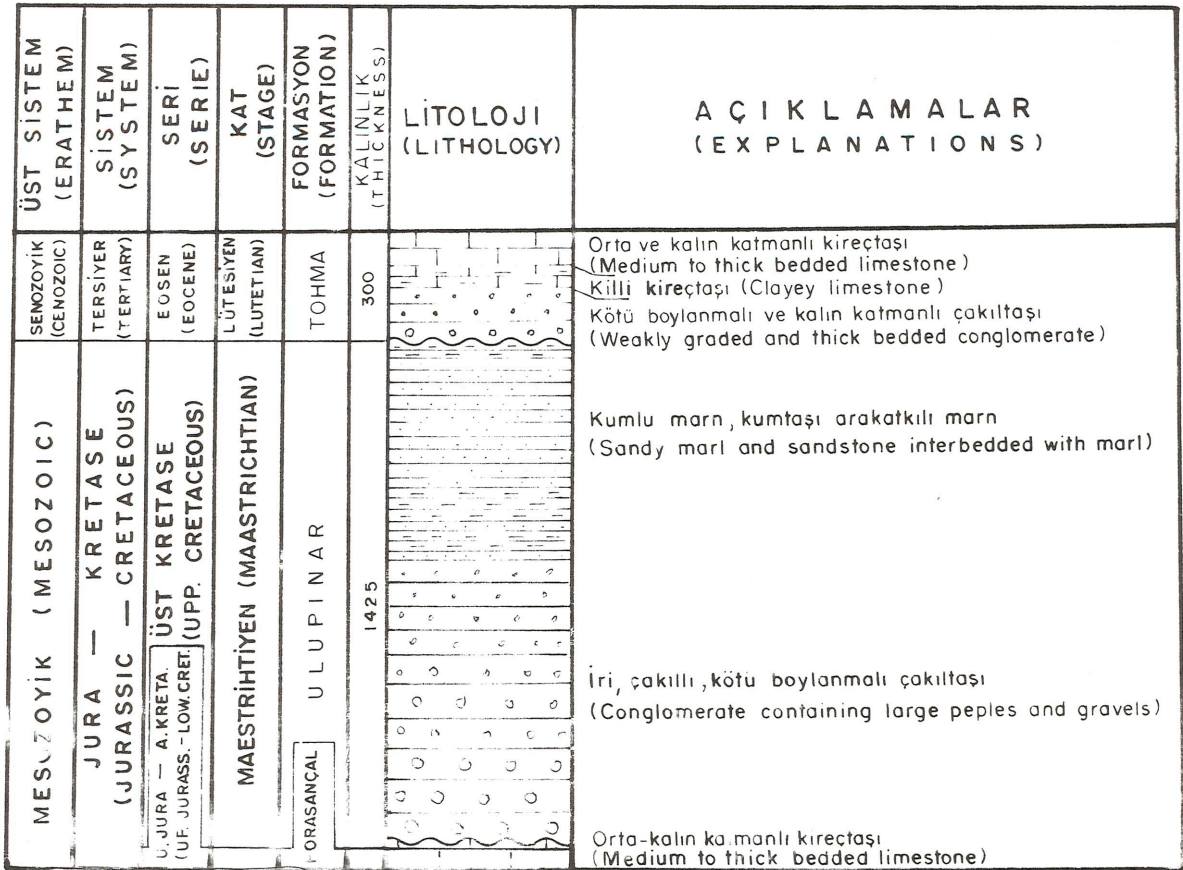 ÜST SİSTEM
(ERATHEM)
SİSTEM
(SYSTEM)
SERİ
(SERIE)
KAT
(STAGE)
FORMASYON
(FORMATION)
KALINLIK
(THICKNESS)
LİTOLOJI
(LITHOLOGY)
AÇIKLAMALAR
(EXPLANATIONS)
SENOZOYİK
(CENOZOIC)
TERSİYER
(TERTIARY)
EOSEN
(EOCENE)
LÜTESİYEN
(LUTETIAN)
TOHMA
300
Orta ve kalın katmanlı kireçtaşı
(Medium to thick bedded limestone)
Killi kireçtaşı (Clayey limestone)
Kötü boylanmalı ve kalın katmanlı çakıltaşı
(Weakly graded and thick bedded conglomerate)
MESOZOYİK (MESOZOIC)
JURA — KRETASE
(JURASSIC — CRETACEOUS)
ÜST KRETASE
(UPP. CRETACEOUS)
Ü. JURA — A.KRETA.
(UP. JURASS.-LOW.CRET.
MAESTRİHTİYEN (MAASTRICHTIAN)
ULUPINAR
HORASANÇAL
1425
Kumlu marn, kumtaşı arakatkılı marn
(Sandy marl and sandstone interbedded with marl)
İri, çakıllı, kötü boylanmalı çakıltaşı
(Conglomerate containing large peples and gravels)
Orta-kalın ka.manlı kireçtaşı
(Medium to thick bedded limestone)